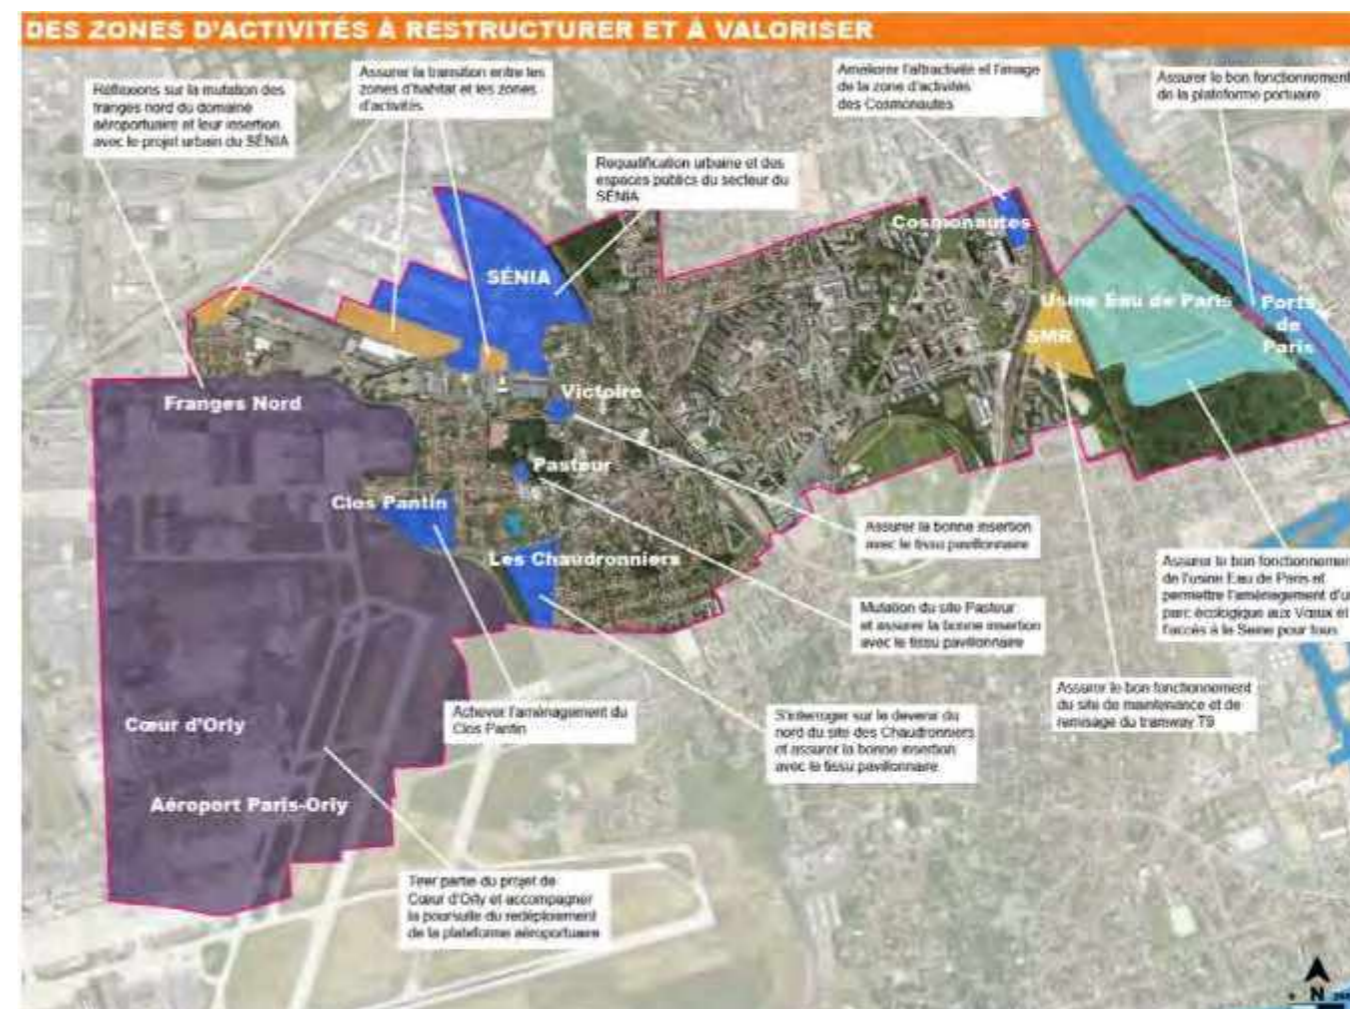 DES ZONES D'ACTIVITÉS À RESTRUCTURER ET À VALORISER
Réflexions sur la mutation des
franges nord du domaine
aéroportuaire et leur insertion
avec le projet urbain du SÉNIA
Assurer la transition entre les
zones d'habitat et les zones
d'activités
Requalification urbaine et des
espaces publics du secteur du
SÉNIA
Améliorer l'attractivité et l'image
de la zone d'activités
des Cosmonautes
Assurer le bon fonctionnement
de la plateforme portuaire
Cosmonautes
SÉNIA
Usine Eau de Paris
Ports
de
Paris
SMR
Franges Nord
Victoire
Pasteur
Clos Pantin
Les Chaudronniers
Assurer la bonne insertion
avec le tissu pavillonnaire
Mutation du site Pasteur
et assurer la bonne insertion
avec le tissu pavillonnaire
Assurer le bon fonctionnemen
de l'usine Eau de Paris et
permettre l'aménagement d'u
parc écologique aux Vœux et
l'accès à la Seine pour tous
Assurer le bon fonctionnement
du site de maintenance et de
remisage du tramway T9
Achever l'aménagement du
Clos Pantin
S'interroger sur le devenir du
nord du site des Chaudronniers
et assurer la bonne insertion
avec le tissu pavillonnaire
Cœur d'Orly
Aéroport Paris-Orly
Tirer partie du projet de
Cœur d'Orly et accompagner
la poursuite du redéploiement
de la plateforme aéroportuaire
N